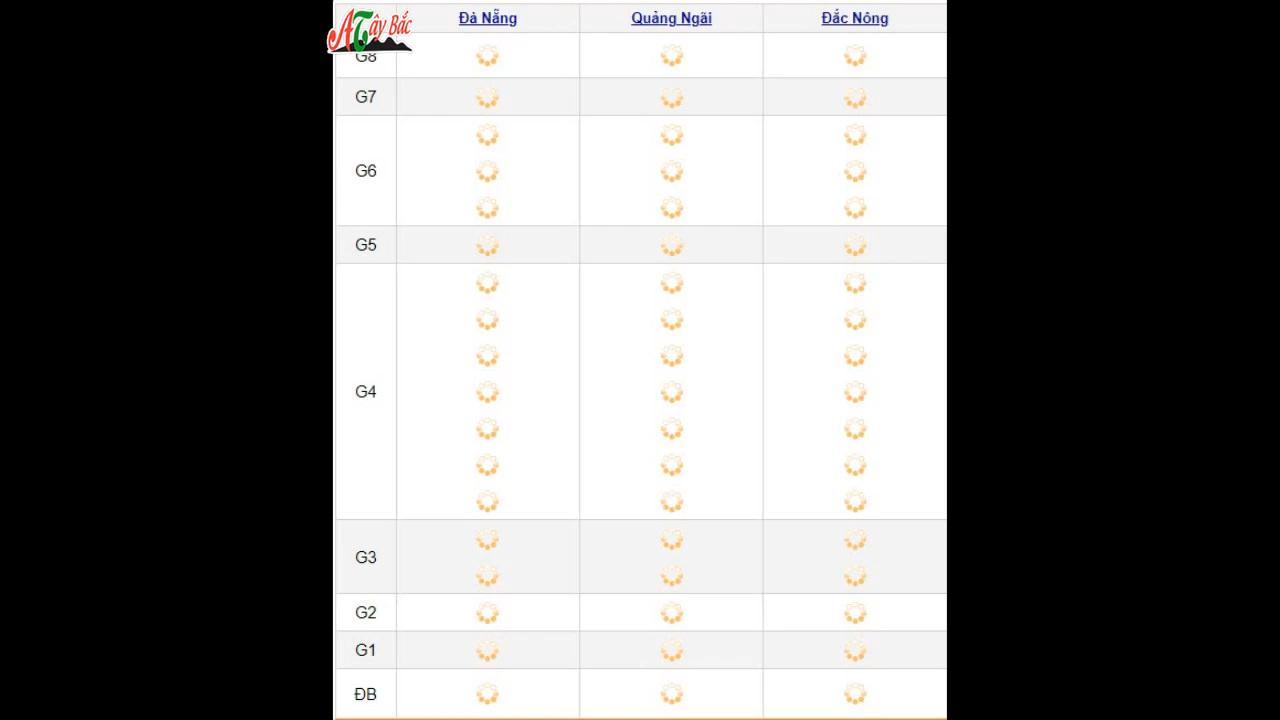 A Tây Bắc
Đà Nẵng Quảng Ngãi Đắc Nông
G8
G7
G6
G5
G4
G3
G2
G1
ĐB